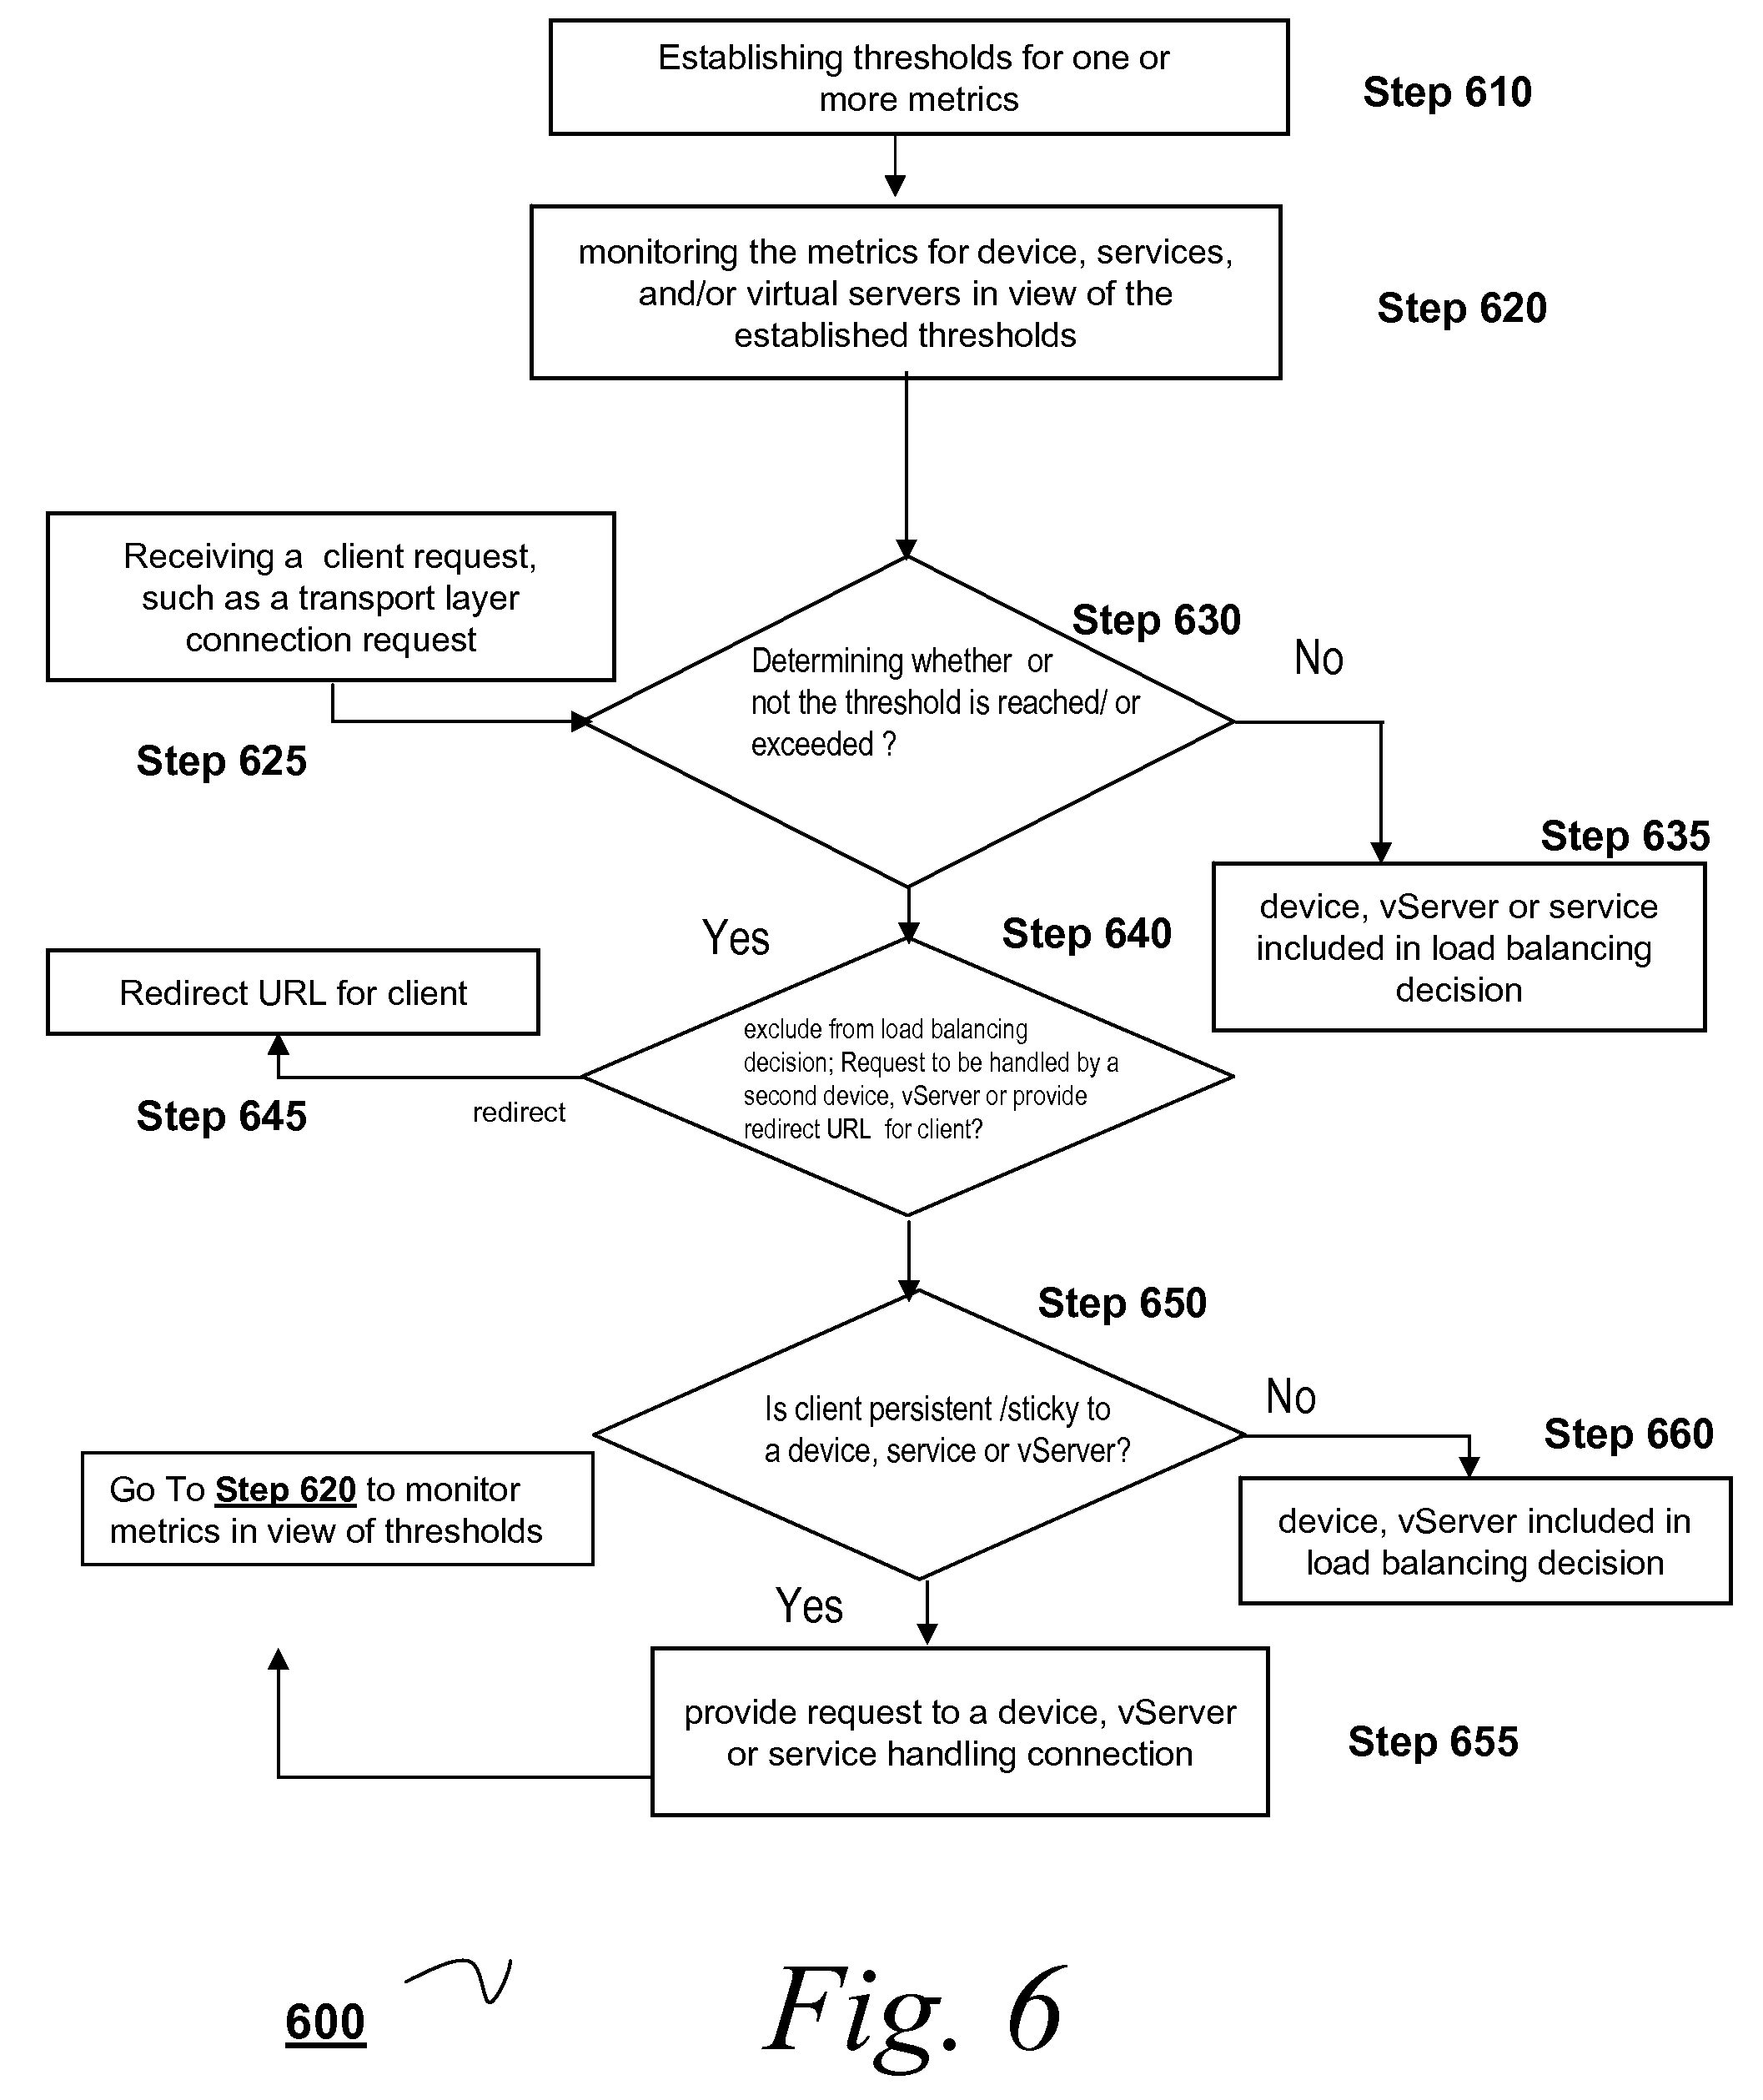 Establishing thresholds for one or
more metrics
Step 610
monitoring the metrics for device, services,
and/or virtual servers in view of the
established thresholds
Step 620
Receiving a  client request,
such as a transport layer
connection request
Step 625
Step 630
Determining whether  or
not the threshold is reached/ or
exceeded ?
No
Step 635
device, vServer or service
included in load balancing
decision
Yes
Step 640
Redirect URL for client
exclude from load balancing
decision; Request to be handled by a
second device, vServer or provide
redirect URL  for client?
Step 645
redirect
Step 650
Is client persistent /sticky to
a device, service or vServer?
No
Step 660
device, vServer included in
load balancing decision
Go To Step 620 to monitor
metrics in view of thresholds
Yes
provide request to a device, vServer
or service handling connection
Step 655
600
Fig. 6